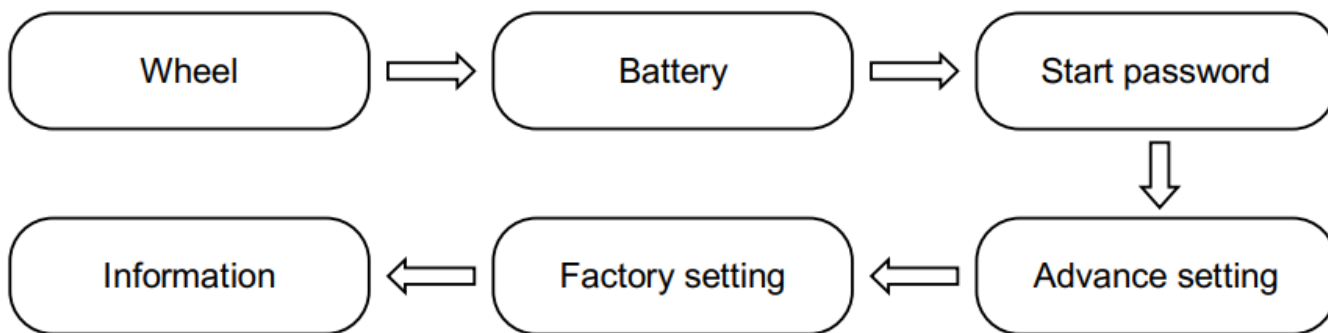 Wheel
Battery
Start password
Advance setting
Factory setting
Information